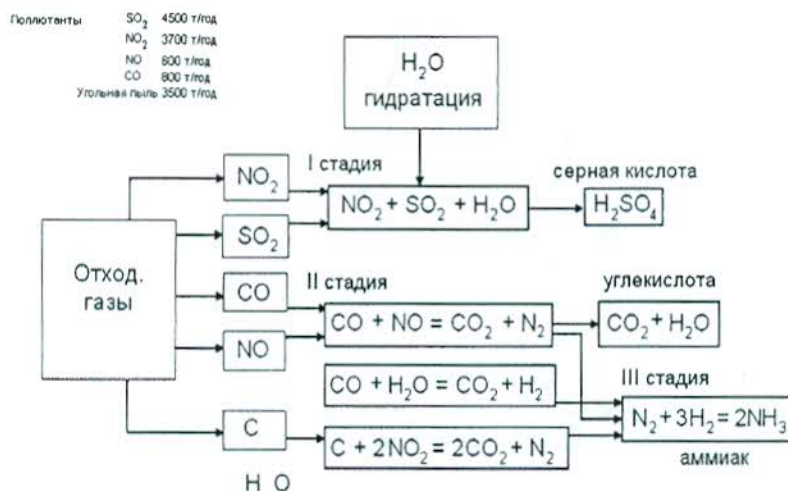 Поллютанты SO₂ 4500 т/год
NO₂ 3700 т/год
NO 600 т/год
CO 800 т/год
Угольная пыль 3500 т/год
H₂O
гидратация
I стадия
серная кислота
NO₂
NO₂ + SO₂ + H₂O
H₂SO₄
SO₂
Отход.
газы
II стадия
углекислота
CO
CO + NO = CO₂ + N₂
CO₂ + H₂O
NO
CO + H₂O = CO₂ + H₂
III стадия
N₂ + 3H₂ = 2NH₃
аммиак
C
C + 2NO₂ = 2CO₂ + N₂
H O